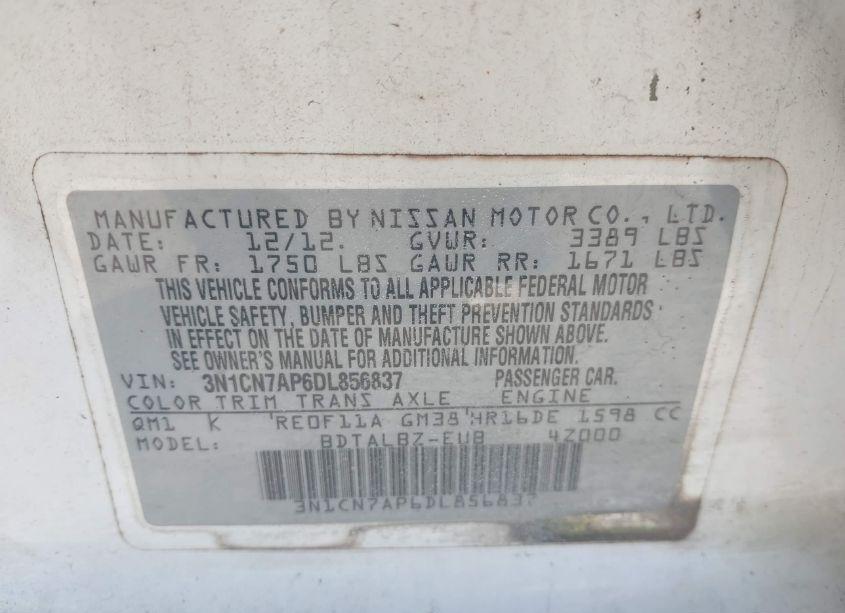 MANUFACTURED BY NISSAN MOTOR CO., LTD.
DATE: 12/12. GVWR: 3389 LBS
GAWR FR: 1750 LBS GAWR RR: 1671 LBS
THIS VEHICLE CONFORMS TO ALL APPLICABLE FEDERAL MOTOR
VEHICLE SAFETY, BUMPER AND THEFT PREVENTION STANDARDS
IN EFFECT ON THE DATE OF MANUFACTURE SHOWN ABOVE.
SEE OWNER'S MANUAL FOR ADDITIONAL INFORMATION.
VIN: 3N1CN7AP6DL856837 PASSENGER CAR.
COLOR TRIM TRANS AXLE ENGINE
QM1 K RE0F11A GM38 HR16DE 1598 CC
MODEL: BDTALBZ-EUB 4Z000
3N1CN7AP6DL856837